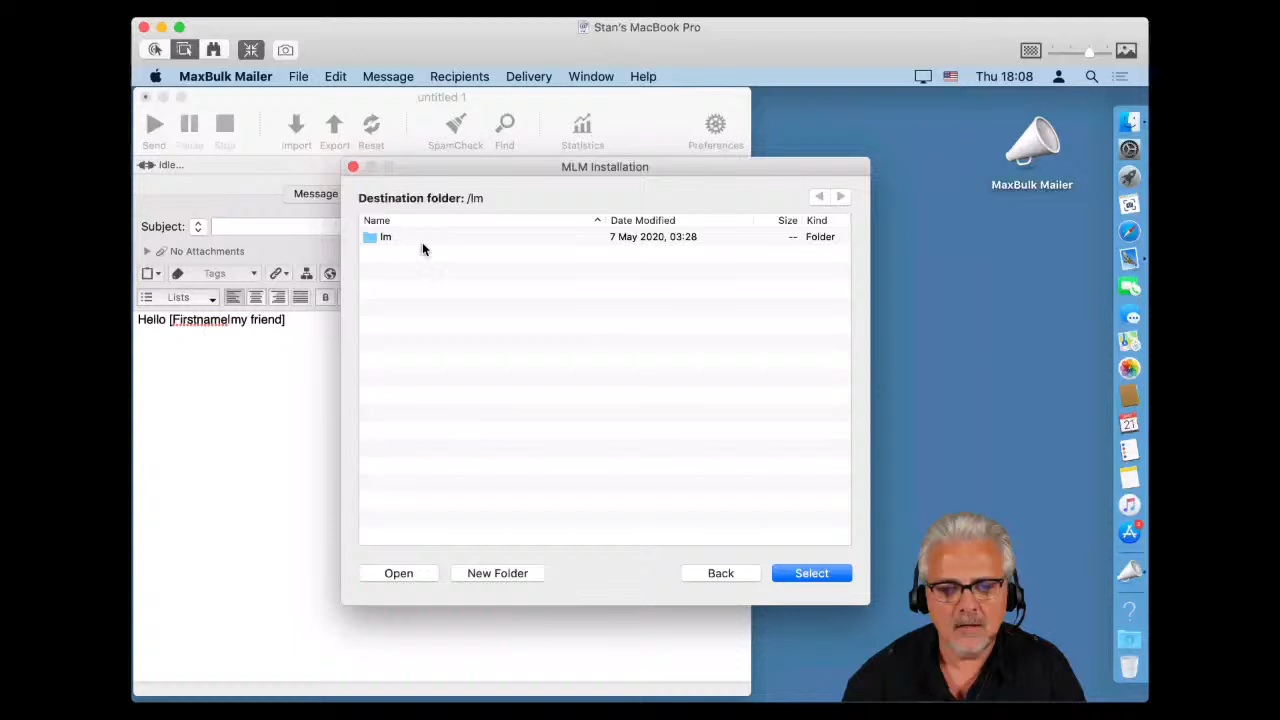 Stan's MacBook Pro
MaxBulk Mailer File Edit Message Recipients Delivery Window Help Thu 18:08
untitled 1
Send Pause Stop Import Export Reset SpamCheck Find Statistics Preferences
Idle...
MLM Installation
Message
Destination folder: /lm
Name Date Modified Size Kind
lm 7 May 2020, 03:28 -- Folder
Subject:
No Attachments
Tags
Lists B
Hello [Firstname|my friend]
Open New Folder Back Select
MaxBulk Mailer
21